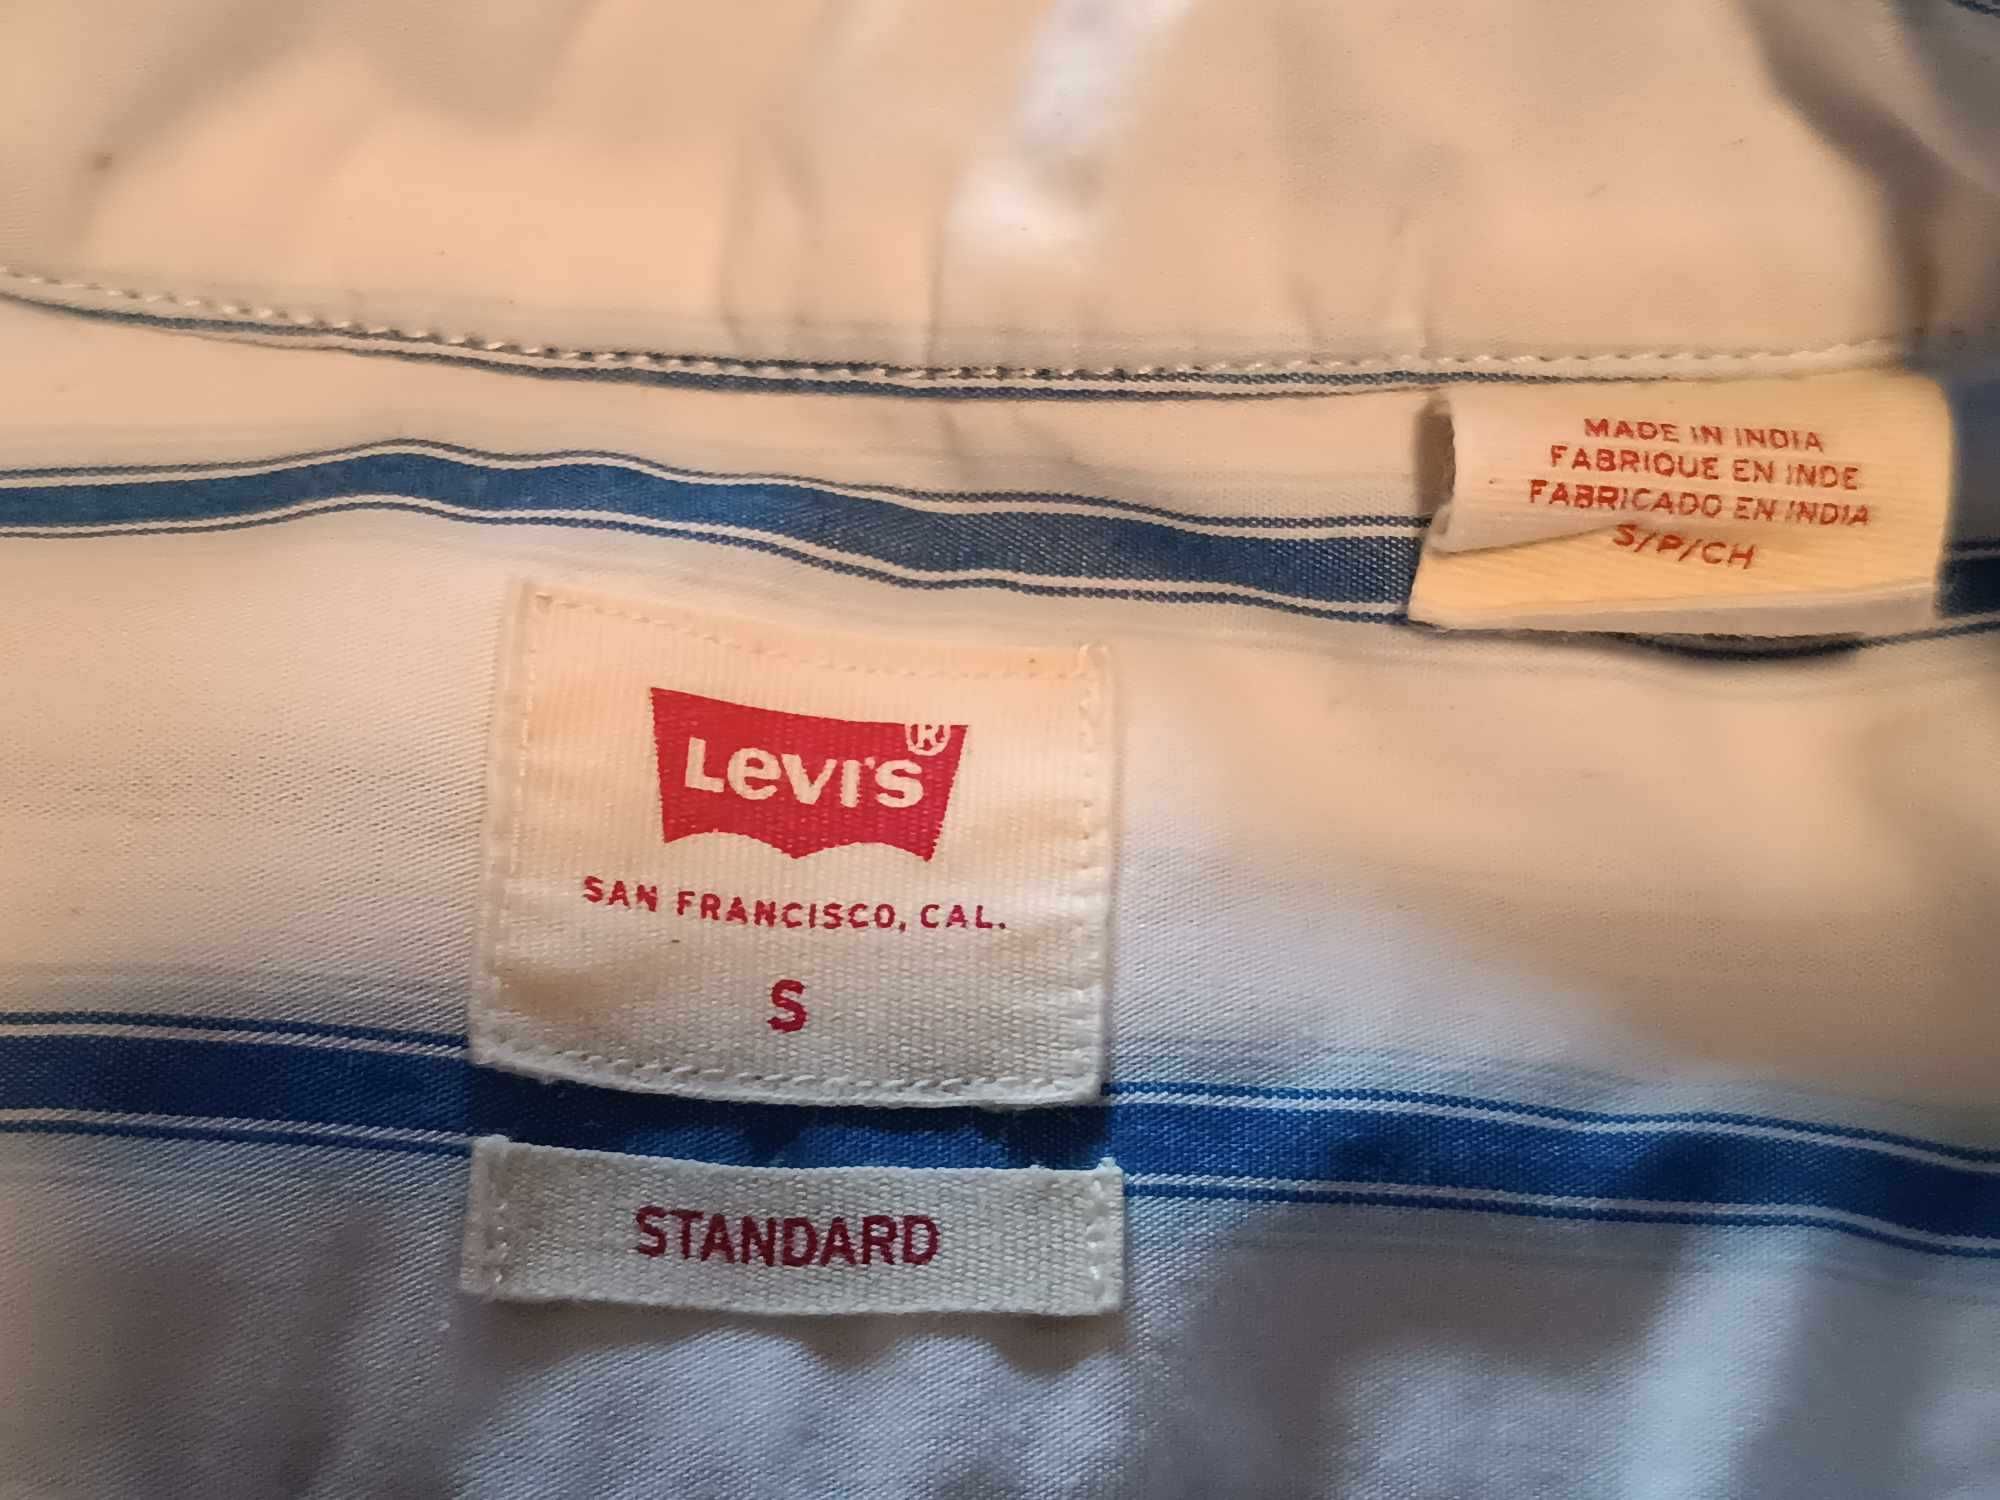 MADE IN INDIA
FABRIQUE EN INDE
FABRICADO EN INDIA
S/P/CH
LEVI'S®
SAN FRANCISCO, CAL.
S
STANDARD